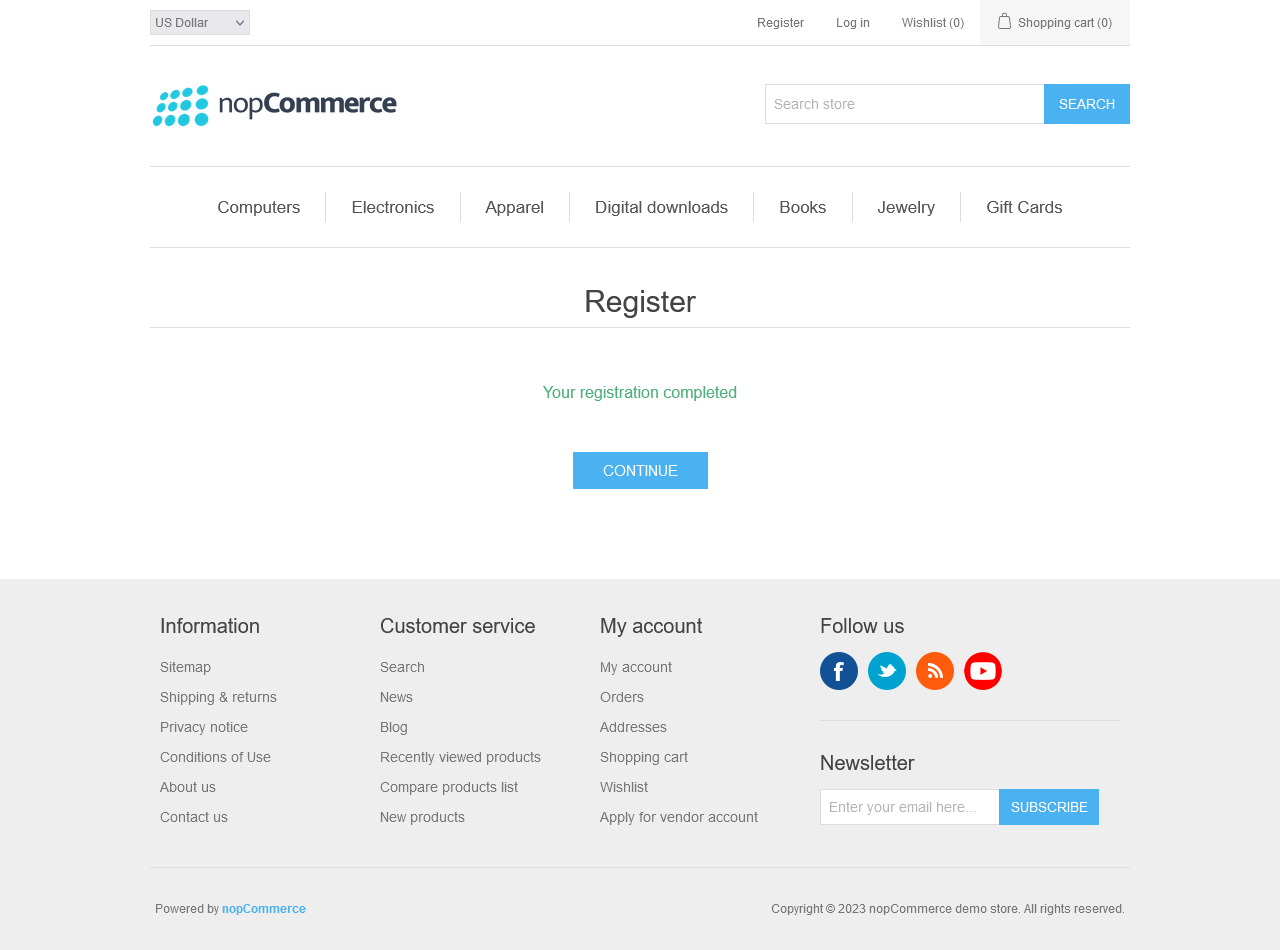 US Dollar
Register
Log in
Wishlist (0)
Shopping cart (0)
nopCommerce
Search store
SEARCH
Computers
Electronics
Apparel
Digital downloads
Books
Jewelry
Gift Cards
Register
Your registration completed
CONTINUE
Information
Sitemap
Shipping & returns
Privacy notice
Conditions of Use
About us
Contact us
Customer service
Search
News
Blog
Recently viewed products
Compare products list
New products
My account
My account
Orders
Addresses
Shopping cart
Wishlist
Apply for vendor account
Follow us
Newsletter
Enter your email here...
SUBSCRIBE
Powered by nopCommerce
Copyright © 2023 nopCommerce demo store. All rights reserved.